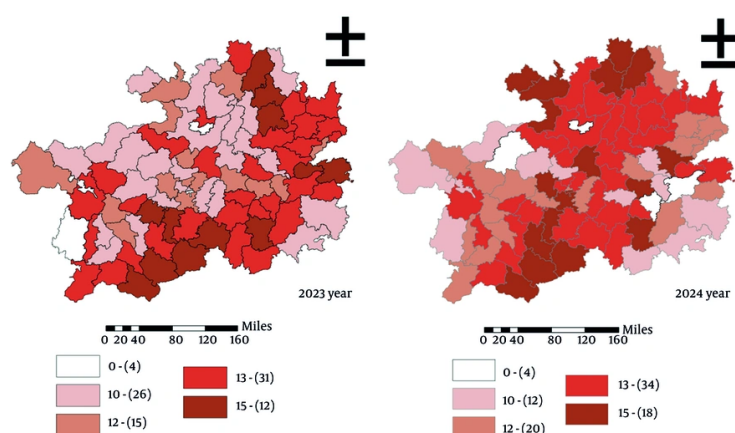 2023 year
Miles
0 20 40 80 120 160
0 - (4)
10 - (26)
12 - (15)
13 - (31)
15 - (12)
2024 year
Miles
0 20 40 80 120 160
0 - (4)
10 - (12)
12 - (20)
13 - (34)
15 - (18)